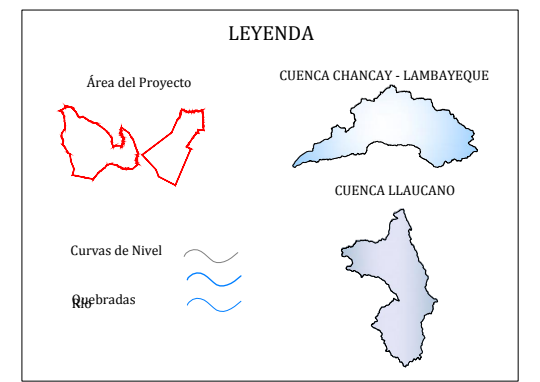 LEYENDA
Área del Proyecto
CUENCA CHANCAY - LAMBAYEQUE
CUENCA LLAUCANO
Curvas de Nivel
Río
Quebradas